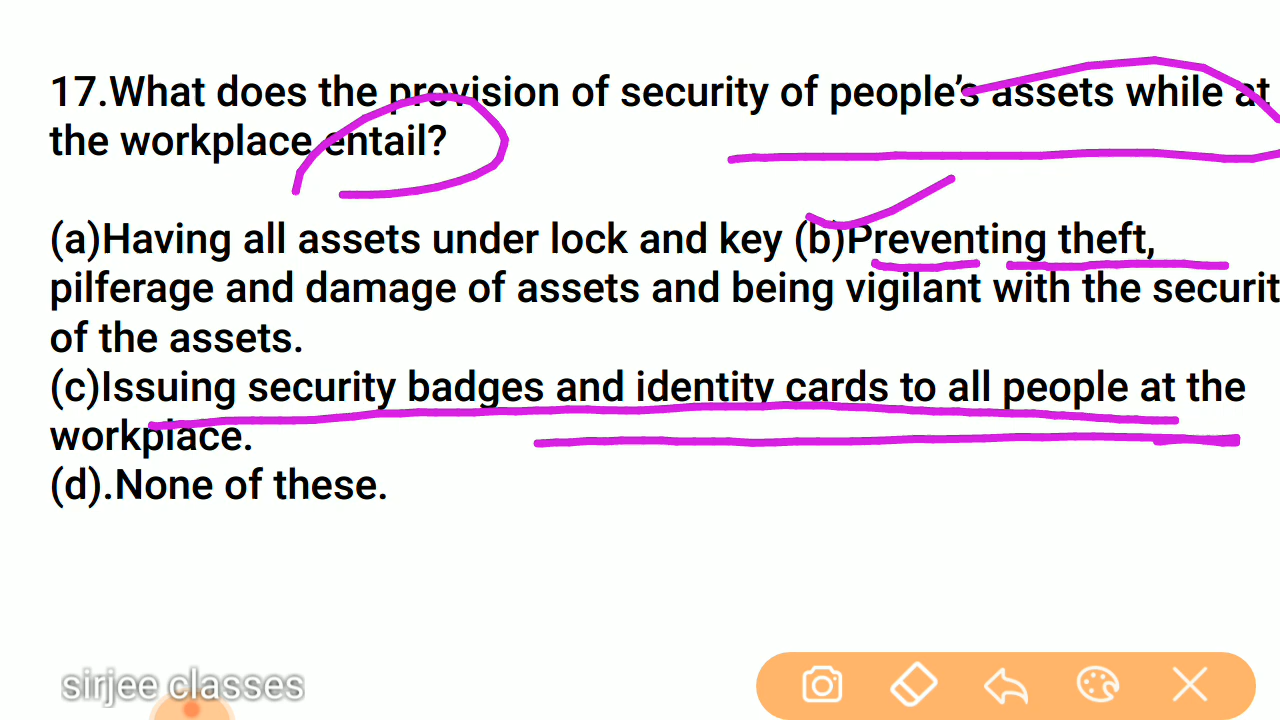 17.What does the provision of security of people's assets while at
the workplace entail?
(a)Having all assets under lock and key (b)Preventing theft,
pilferage and damage of assets and being vigilant with the securit
of the assets.
(c)Issuing security badges and identity cards to all people at the
workplace.
(d).None of these.
sirjee classes